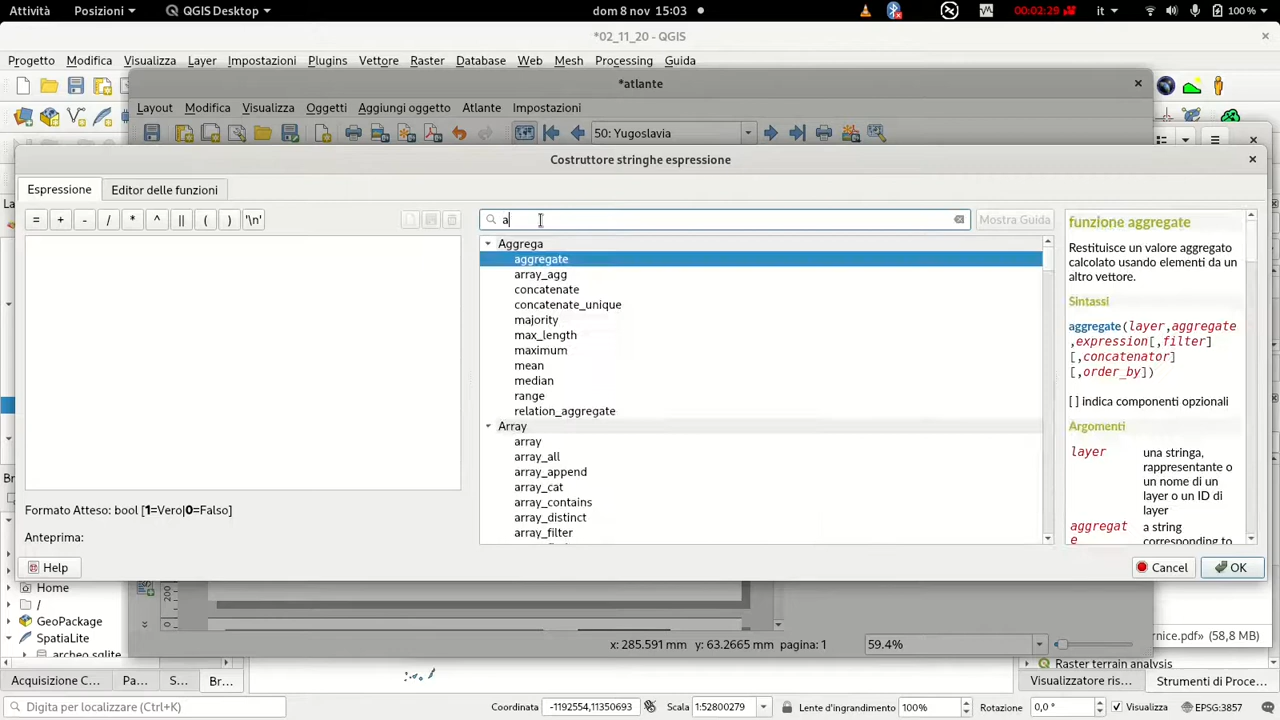 Attività Posizioni QGIS Desktop dom 8 nov 15:03 00:02:29 it 100 %
*02_11_20 - QGIS
Progetto Modifica Visualizza Layer Impostazioni Plugins Vettore Raster Database Web Mesh Processing Guida
*atlante
Layout Modifica Visualizza Oggetti Aggiungi oggetto Atlante Impostazioni
50: Yugoslavia
Costruttore stringhe espressione
Espressione Editor delle funzioni
= + - / * ^ || ( ) '\n' a Mostra Guida
Aggrega
aggregate
array_agg
concatenate
concatenate_unique
majority
max_length
maximum
mean
median
range
relation_aggregate
Array
array
array_all
array_append
array_cat
array_contains
array_distinct
array_filter
funzione aggregate
Restituisce un valore aggregato
calcolato usando elementi da un
altro vettore.
Sintassi
aggregate(layer,aggregate
,expression[,filter]
[,concatenator]
[,order_by])
[ ] indica componenti opzionali
Argomenti
layer una stringa,
rappresentante o
un nome di un
layer o un ID di
layer
aggregat a string
e corresponding to
Formato Atteso: bool [1=Vero|0=Falso]
Anteprima:
Help Cancel OK
Home
/
GeoPackage
SpatiaLite
archeo.sqlite
200
x: 285.591 mm y: 63.2665 mm pagina: 1 59.4%
rnice.pdf» (58,8 MB)
Raster terrain analysis
Acquisizione C... Pa... S... Br... Visualizzatore ris... Strumenti di Proce...
Digita per localizzare (Ctrl+K) Coordinata -1192554,11350693 Scala 1:52800279 Lente d'ingrandimento 100% Rotazione 0,0 ° Visualizza EPSG:3857